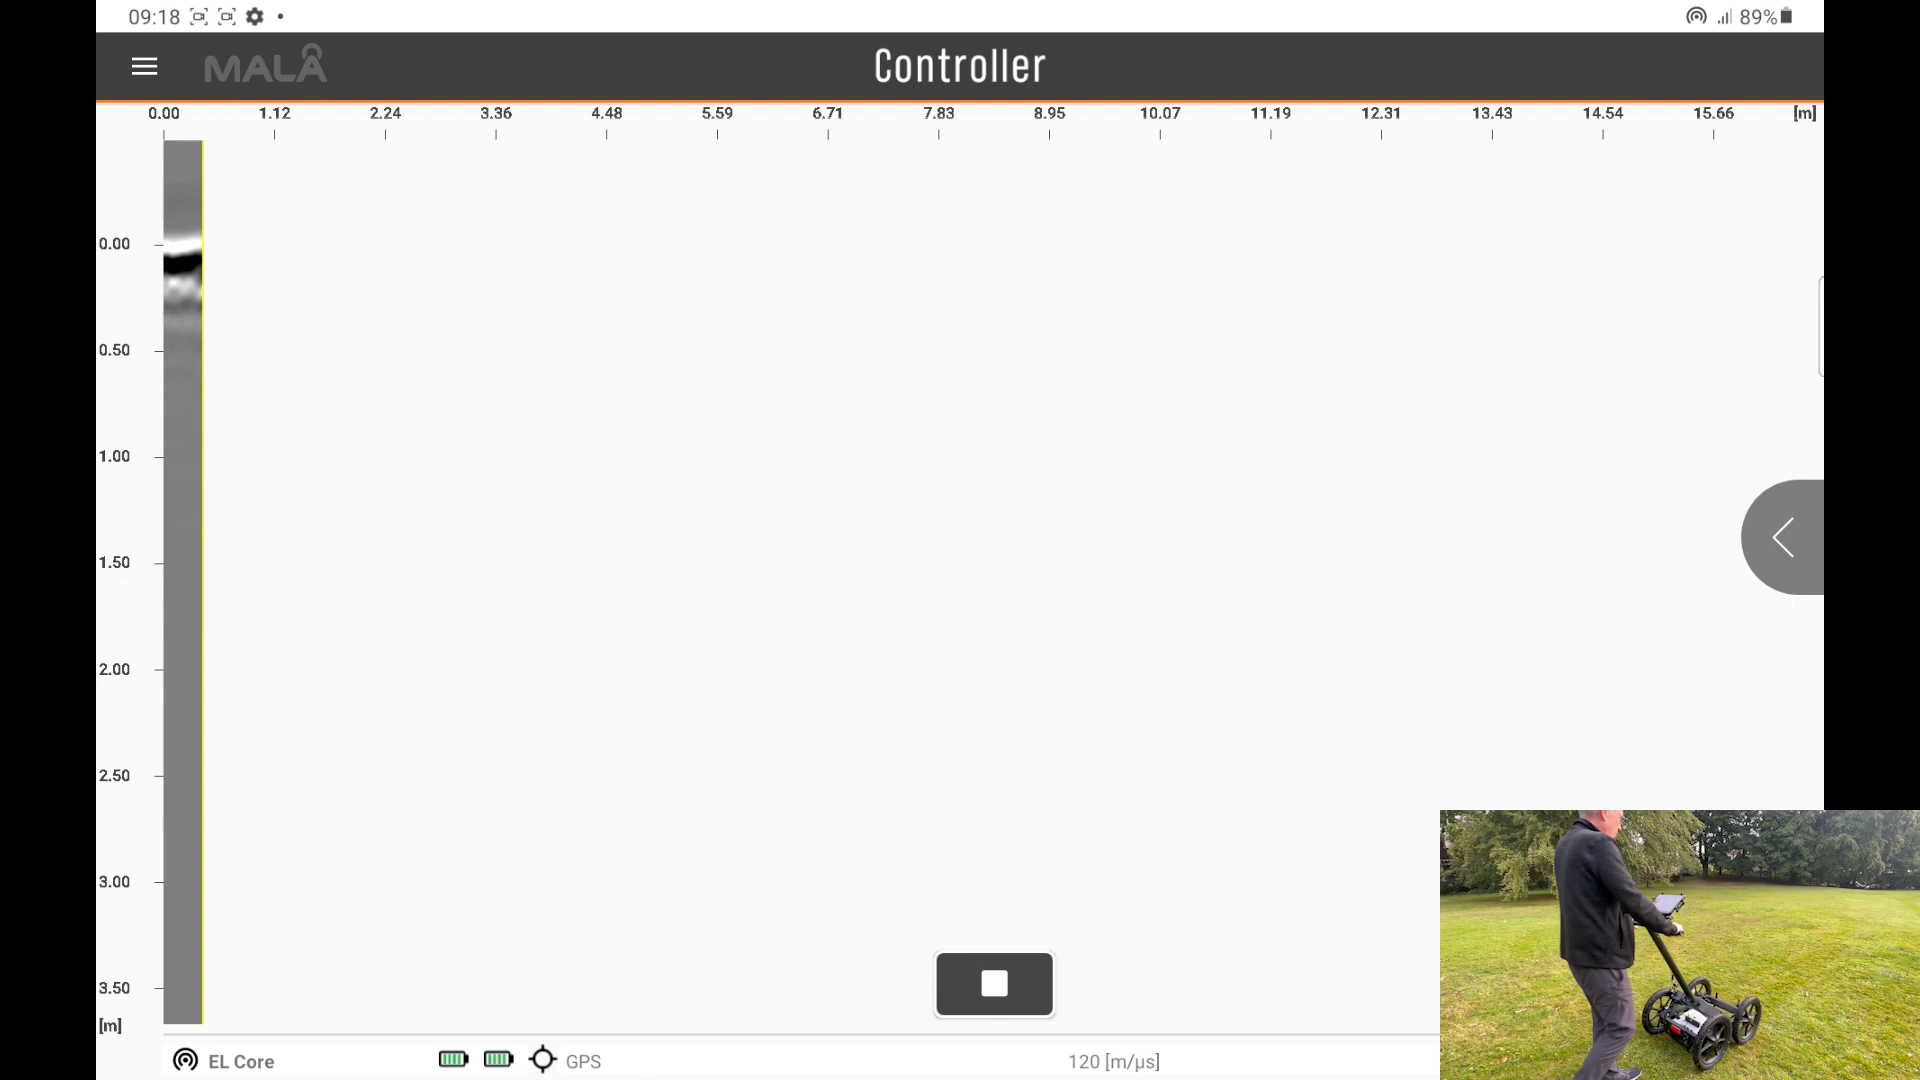 09:18
89%
MALÅ
Controller
0.00 1.12 2.24 3.36 4.48 5.59 6.71 7.83 8.95 10.07 11.19 12.31 13.43 14.54 15.66 [m]
0.00
0.50
1.00
1.50
2.00
2.50
3.00
3.50
[m]
EL Core GPS 120 [m/µs]